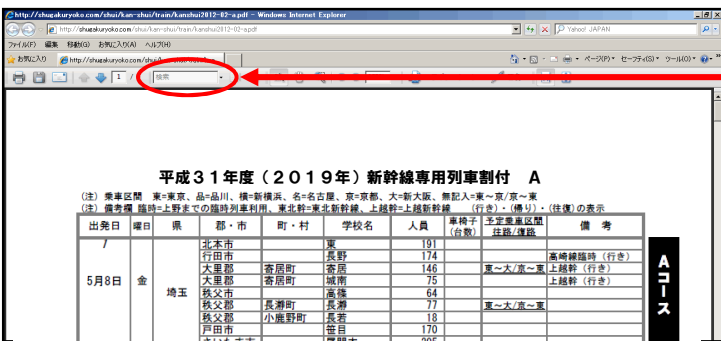 http://shugakuryoko.com/shui/kan-shui/train/kanshui2012-02-a.pdf - Windows Internet Explorer
http://shugakuryoko.com/shui/kan-shui/train/kanshui2012-02-a.pdf
Yahoo! JAPAN
ファイル(F) 編集 移動(G) お気に入り(A) ヘルプ(H)
お気に入り
ページ(P) セーフティ(S) ツール(O)
1 / 検索
平成31年度(2019年)新幹線専用列車割付 A
(注) 乗車区間 東=東京、品=品川、横=新横浜、名=名古屋、京=京都、大=新大阪、無記入=東~京/京~東
(注) 備考欄 臨時=上野までの臨時列車利用、東北幹=東北新幹線、上越幹=上越新幹線 (行き)・(帰り)・(往復)の表示
出発日 曜日 県 郡・市 町・村 学校名 人員 車椅子(台数) 予定乗車区間 往路/復路 備考
北本市 東 191
行田市 長野 174 高崎線臨時(行き)
大里郡 寄居町 寄居 146 東~大/京~東 上越幹(行き)
5月8日 金 埼玉 大里郡 寄居町 城南 75 上越幹(行き)
秩父市 高篠 64
秩父郡 長瀞町 長瀞 77 東~大/京~東
秩父郡 小鹿野町 長若 18
戸田市 笹目 170
Aコース